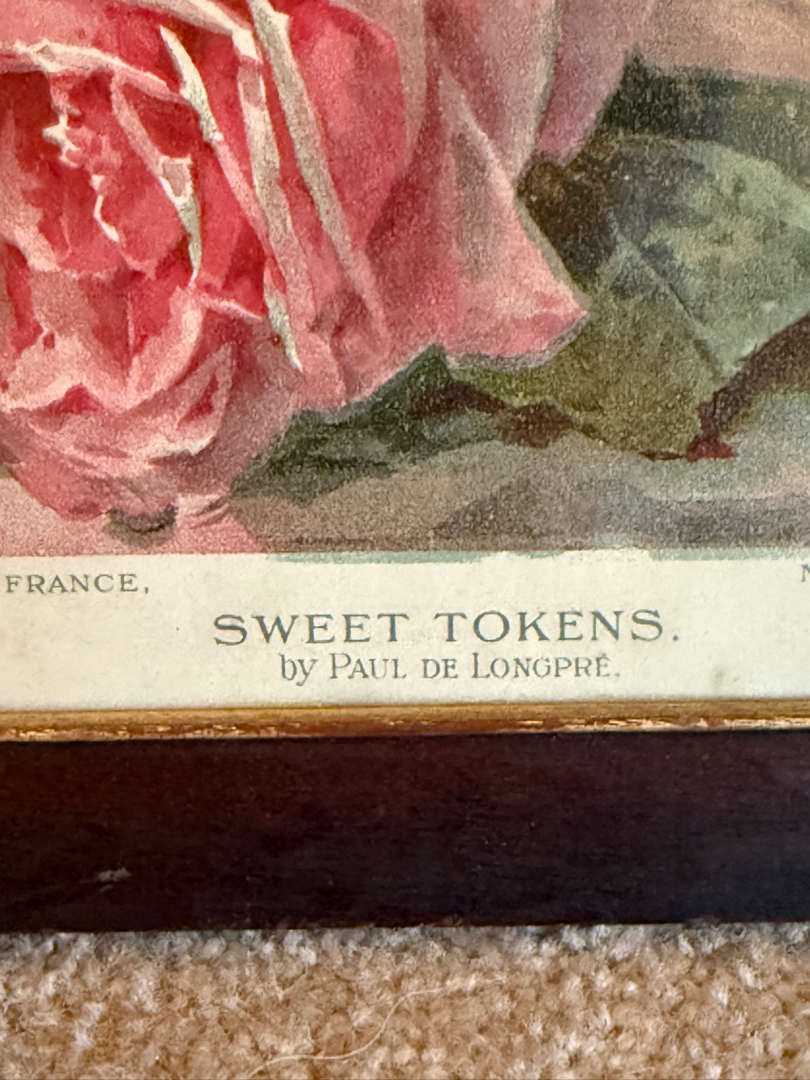 FRANCE,
SWEET TOKENS.
by PAUL DE LONGPRÉ.